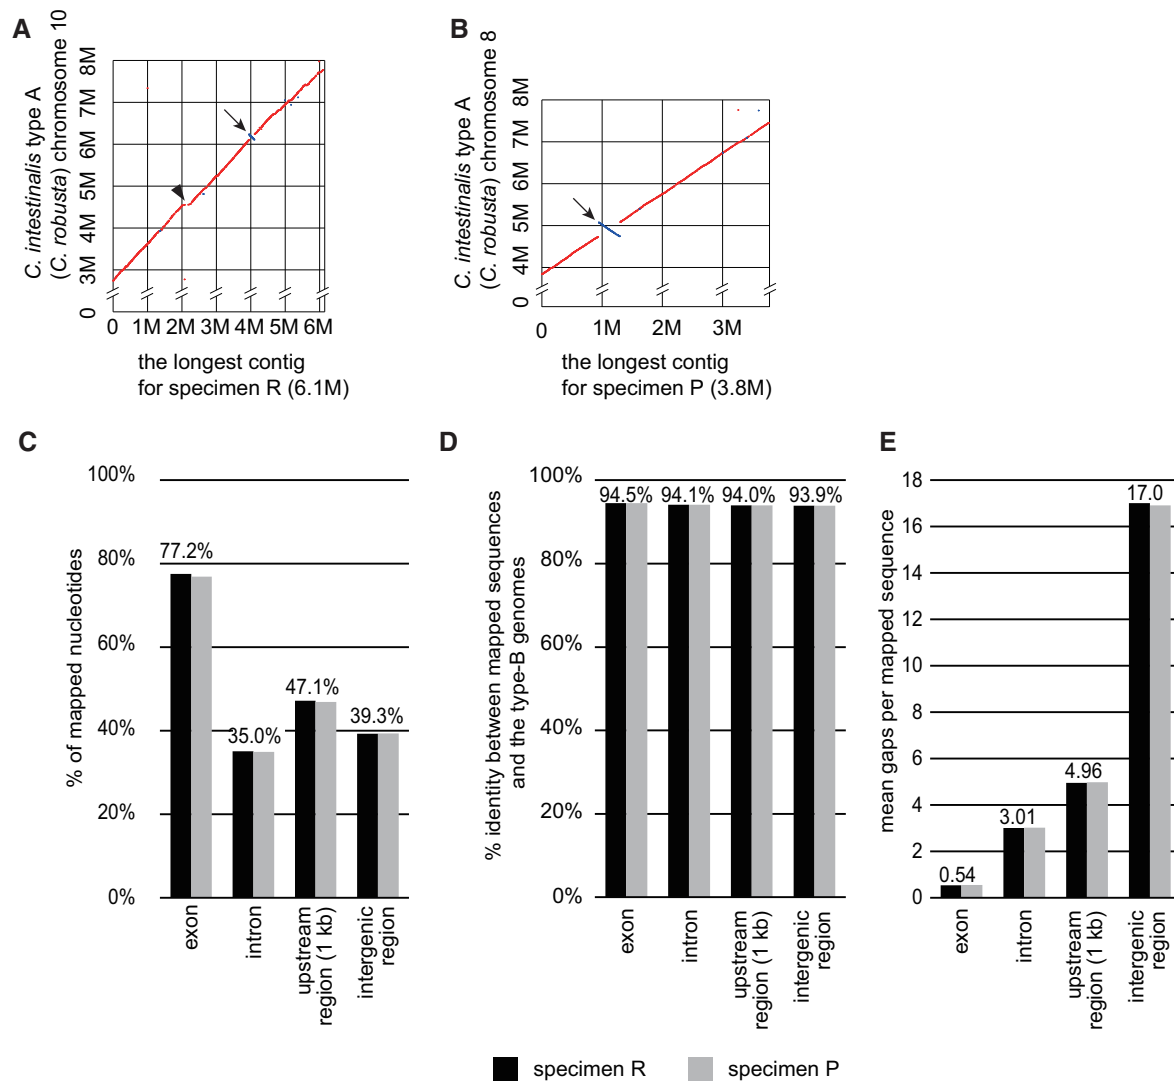 A
C. intestinalis type A
(C. robusta) chromosome 10
8M
7M
6M
5M
4M
3M
0
0 1M 2M 3M 4M 5M 6M
the longest contig
for specimen R (6.1M)
B
C. intestinalis type A
(C. robusta) chromosome 8
8M
7M
6M
5M
4M
0
0 1M 2M 3M
the longest contig
for specimen P (3.8M)
C
% of mapped nucleotides
100%
80%
60%
40%
20%
0%
77.2%
35.0%
47.1%
39.3%
exon
intron
upstream
region (1 kb)
intergenic
region
D
% identity between mapped sequences
and the type-B genomes
100%
80%
60%
40%
20%
0%
94.5% 94.1% 94.0% 93.9%
exon
intron
upstream
region (1 kb)
intergenic
region
E
mean gaps per mapped sequence
18
16
14
12
10
8
6
4
2
0
0.54
3.01
4.96
17.0
exon
intron
upstream
region (1 kb)
intergenic
region
specimen R
specimen P